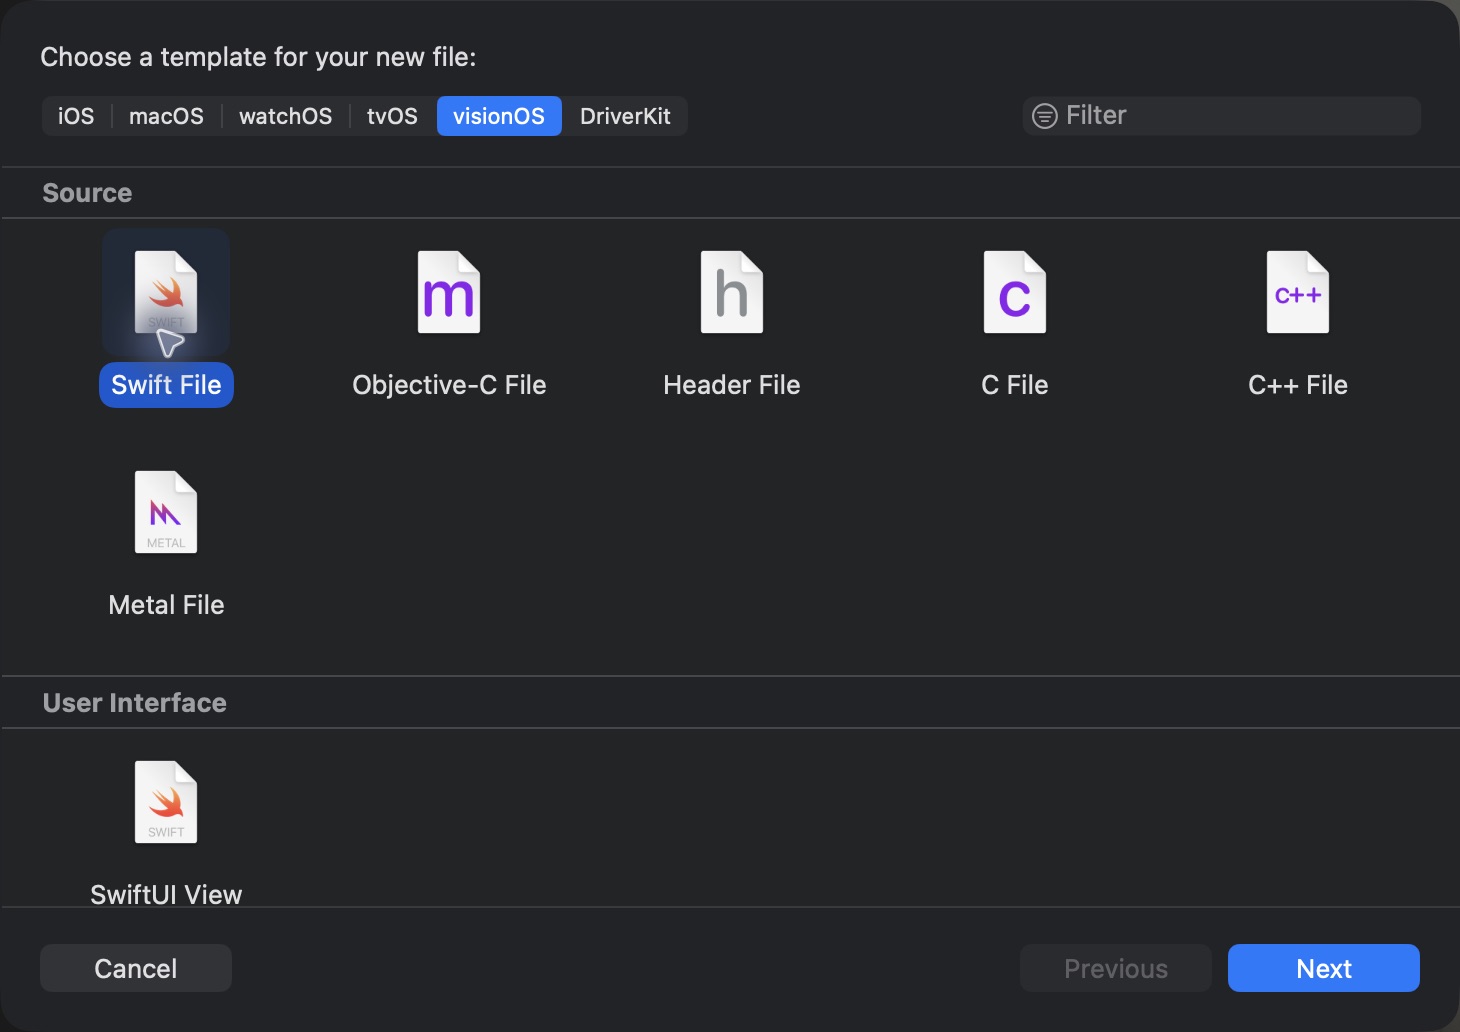 Choose a template for your new file:
iOS macOS watchOS tvOS visionOS DriverKit Filter
Source
SWIFT m h C C++
Swift File Objective-C File Header File C File C++ File
METAL
Metal File
User Interface
SWIFT
SwiftUI View
Cancel Previous Next